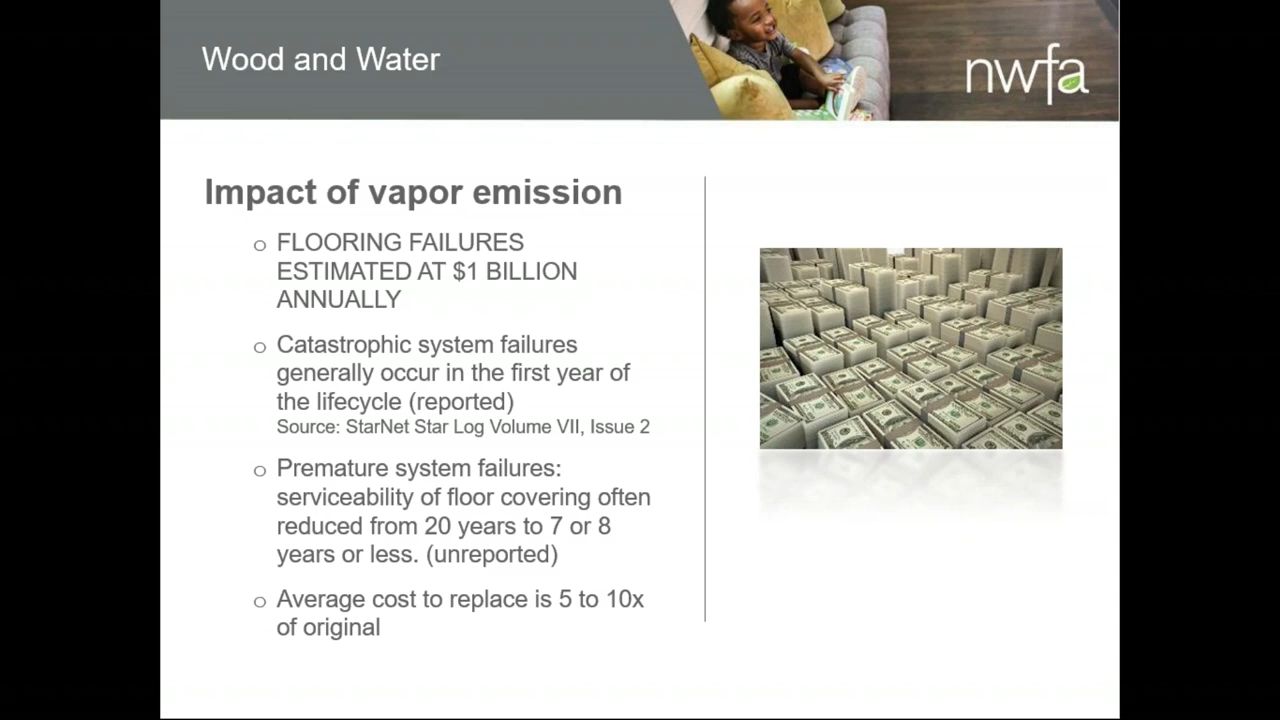 Wood and Water
nwfa
Impact of vapor emission
o FLOORING FAILURES
ESTIMATED AT $1 BILLION
ANNUALLY
o Catastrophic system failures
generally occur in the first year of
the lifecycle (reported)
Source: StarNet Star Log Volume VII, Issue 2
o Premature system failures:
serviceability of floor covering often
reduced from 20 years to 7 or 8
years or less. (unreported)
o Average cost to replace is 5 to 10x
of original